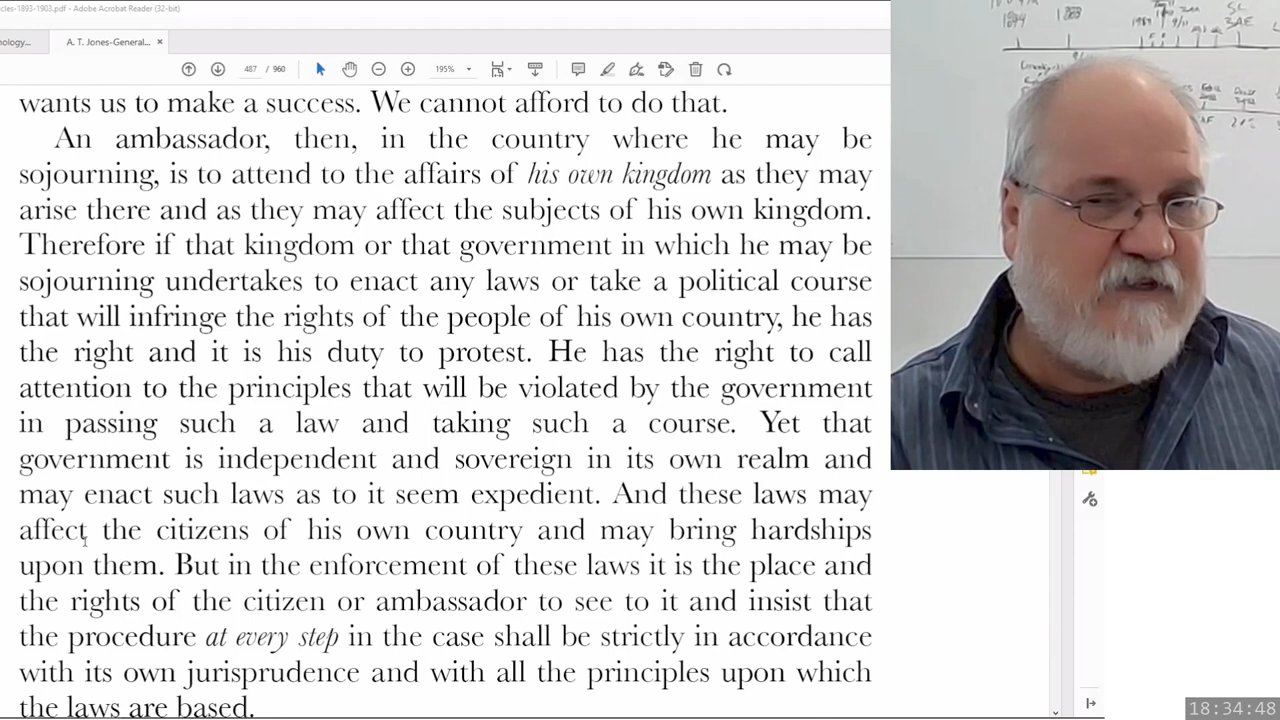 cles-1893-1903.pdf - Adobe Acrobat Reader (32-bit)
nology... A. T. Jones-General... ×
487 / 960 195%
wants us to make a success. We cannot afford to do that.
An ambassador, then, in the country where he may be
sojourning, is to attend to the affairs of his own kingdom as they may
arise there and as they may affect the subjects of his own kingdom.
Therefore if that kingdom or that government in which he may be
sojourning undertakes to enact any laws or take a political course
that will infringe the rights of the people of his own country, he has
the right and it is his duty to protest. He has the right to call
attention to the principles that will be violated by the government
in passing such a law and taking such a course. Yet that
government is independent and sovereign in its own realm and
may enact such laws as to it seem expedient. And these laws may
affect the citizens of his own country and may bring hardships
upon them. But in the enforcement of these laws it is the place and
the rights of the citizen or ambassador to see to it and insist that
the procedure at every step in the case shall be strictly in accordance
with its own jurisprudence and with all the principles upon which
the laws are based.
1989 9/11 SL
18:34:48